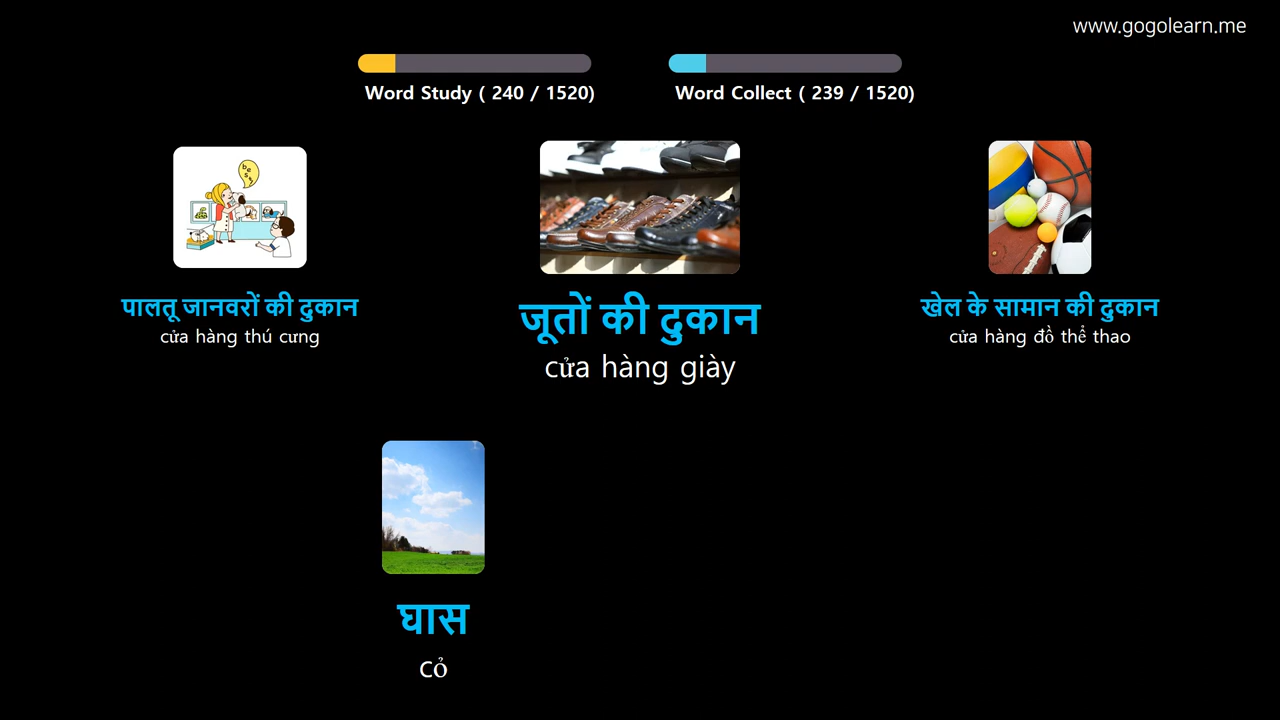 www.gogolearn.me
Word Study ( 240 / 1520)
Word Collect ( 239 / 1520)
पालतू जानवरों की दुकान
cửa hàng thú cưng
जूतों की दुकान
cửa hàng giày
खेल के सामान की दुकान
cửa hàng đồ thể thao
घास
cỏ